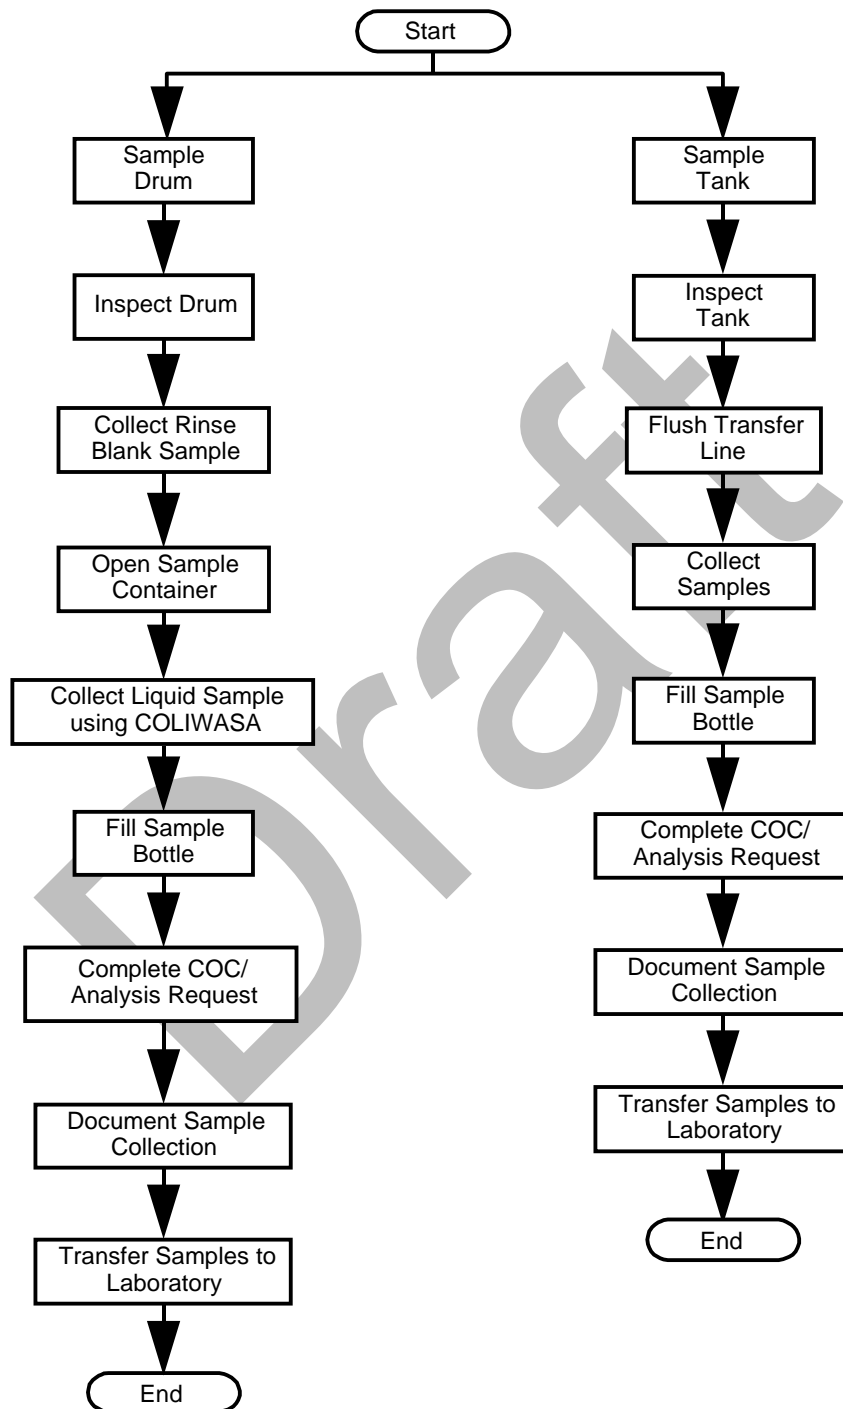 Start
Sample
Drum
Inspect Drum
Collect Rinse
Blank Sample
Open Sample
Container
Collect Liquid Sample
using COLIWASA
Fill Sample
Bottle
Complete COC/
Analysis Request
Document Sample
Collection
Transfer Samples to
Laboratory
End
Sample
Tank
Inspect
Tank
Flush Transfer
Line
Collect
Samples
Fill Sample
Bottle
Complete COC/
Analysis Request
Document Sample
Collection
Transfer Samples to
Laboratory
End
Draft